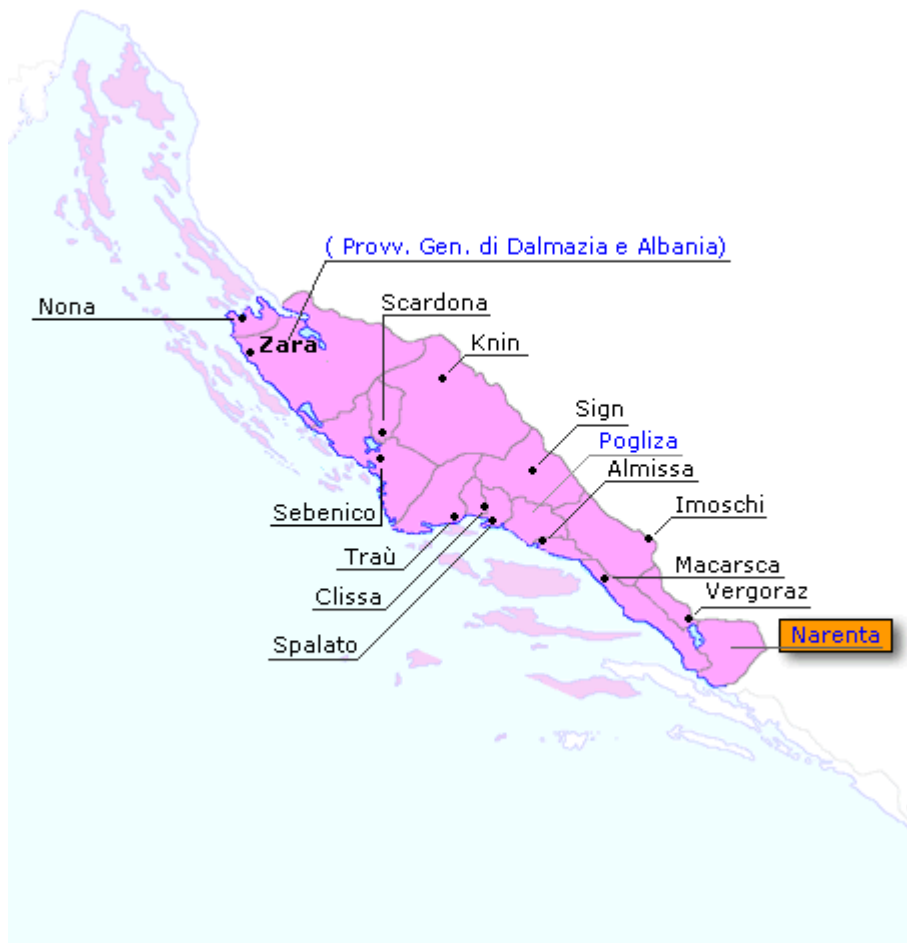 ( Provv. Gen. di Dalmazia e Albania)
Nona
Scardona
Zara
Knin
Sign
Pogliza
Almissa
Sebenico
Imoschi
Traù
Macarsca
Clissa
Vergoraz
Spalato
Narenta